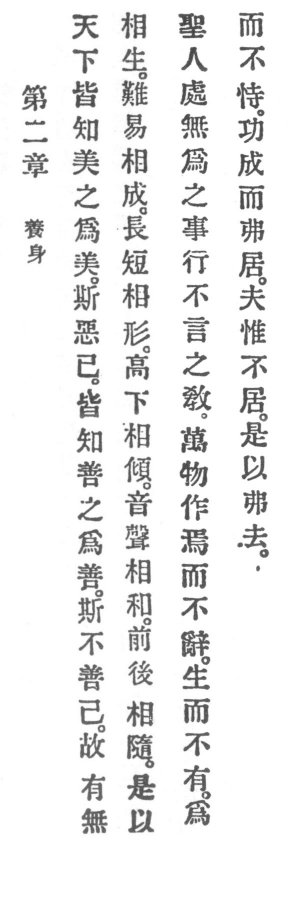 第二章 養身
天下皆知美之爲美。斯惡已。皆知善之爲善。斯不善已。故有無
相生。難易相成。長短相形。高下相傾。音聲相和。前後相隨。是以
聖人處無爲之事行不言之敎。萬物作焉而不辭。生而不有。爲
而不恃。功成而弗居。夫惟不居。是以弗去。